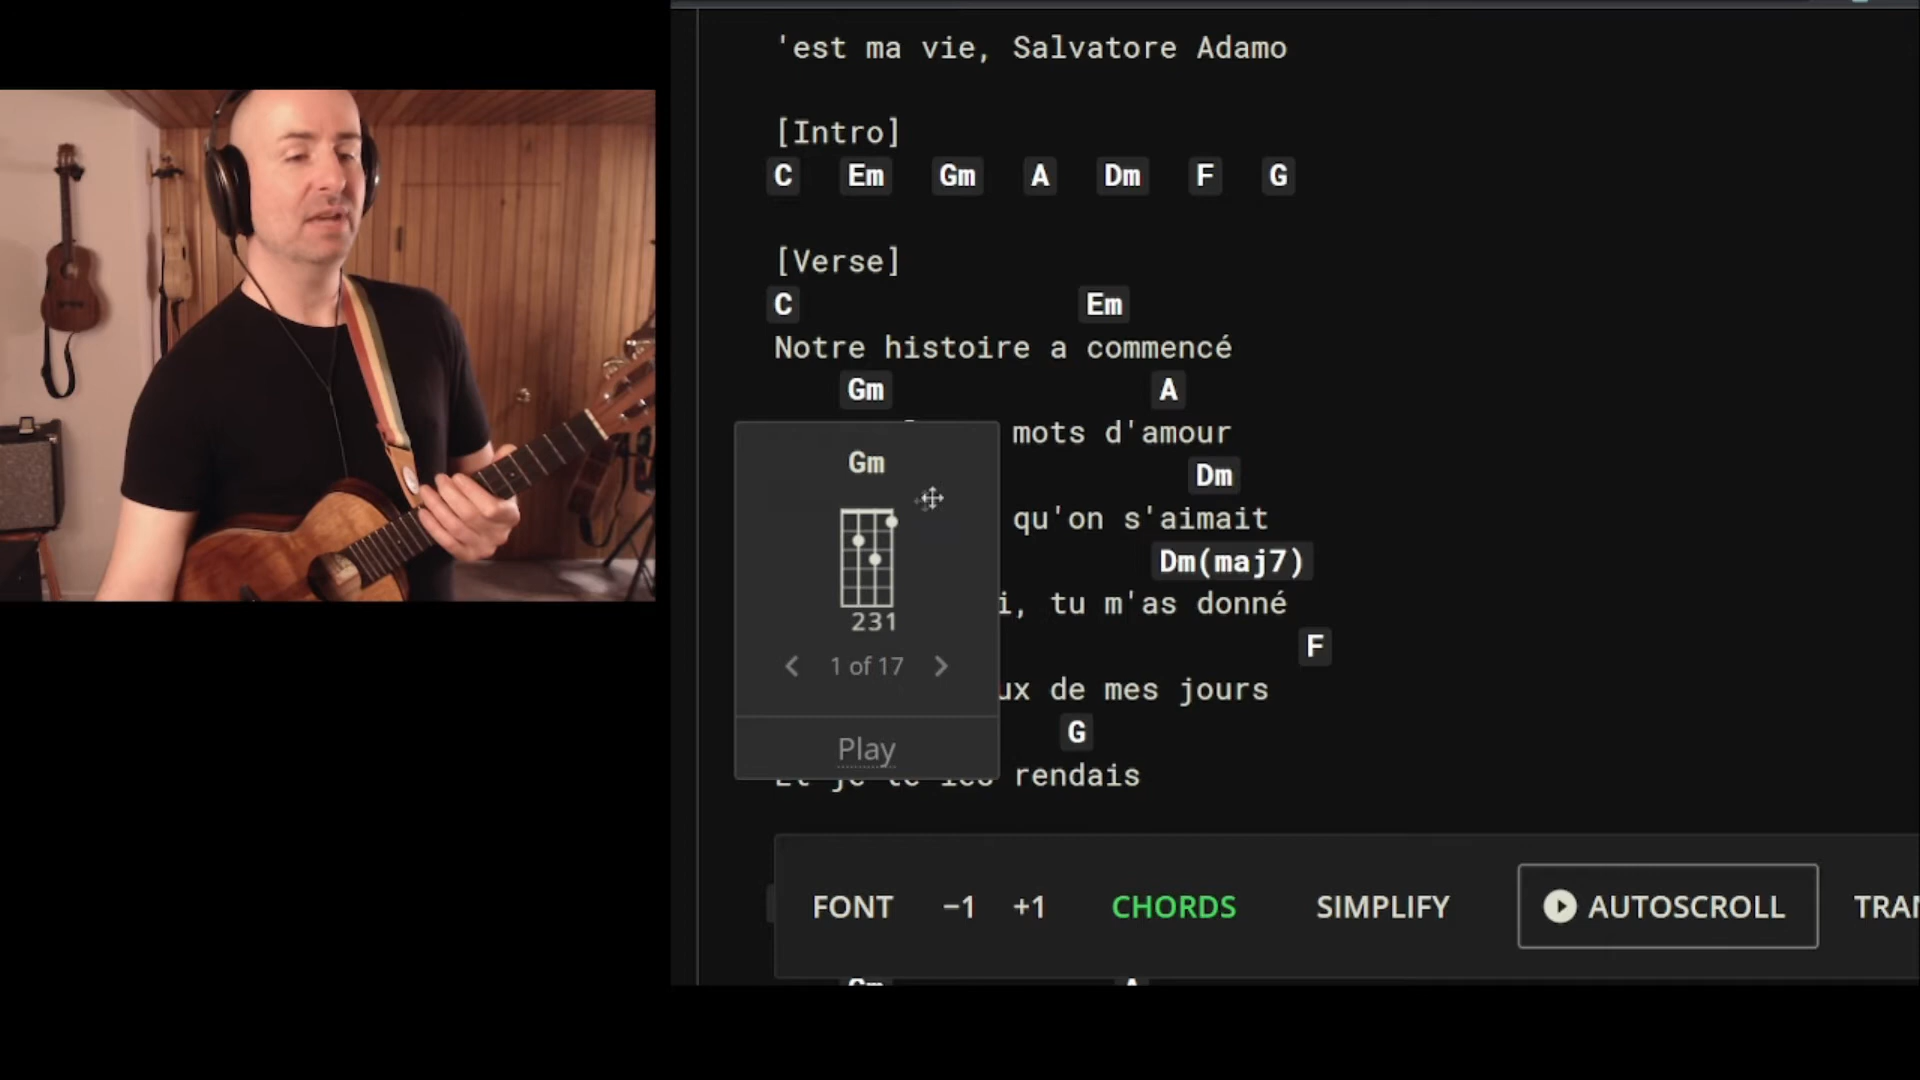 'est ma vie, Salvatore Adamo
[Intro]
C Em Gm A Dm F G
[Verse]
C Em
Notre histoire a commencé
Gm A
mots d'amour
Dm
qu'on s'aimait
Dm(maj7)
i, tu m'as donné
F
ux de mes jours
G
rendais
Gm
231
1 of 17
Play
FONT -1 +1 CHORDS SIMPLIFY AUTOSCROLL TRAN